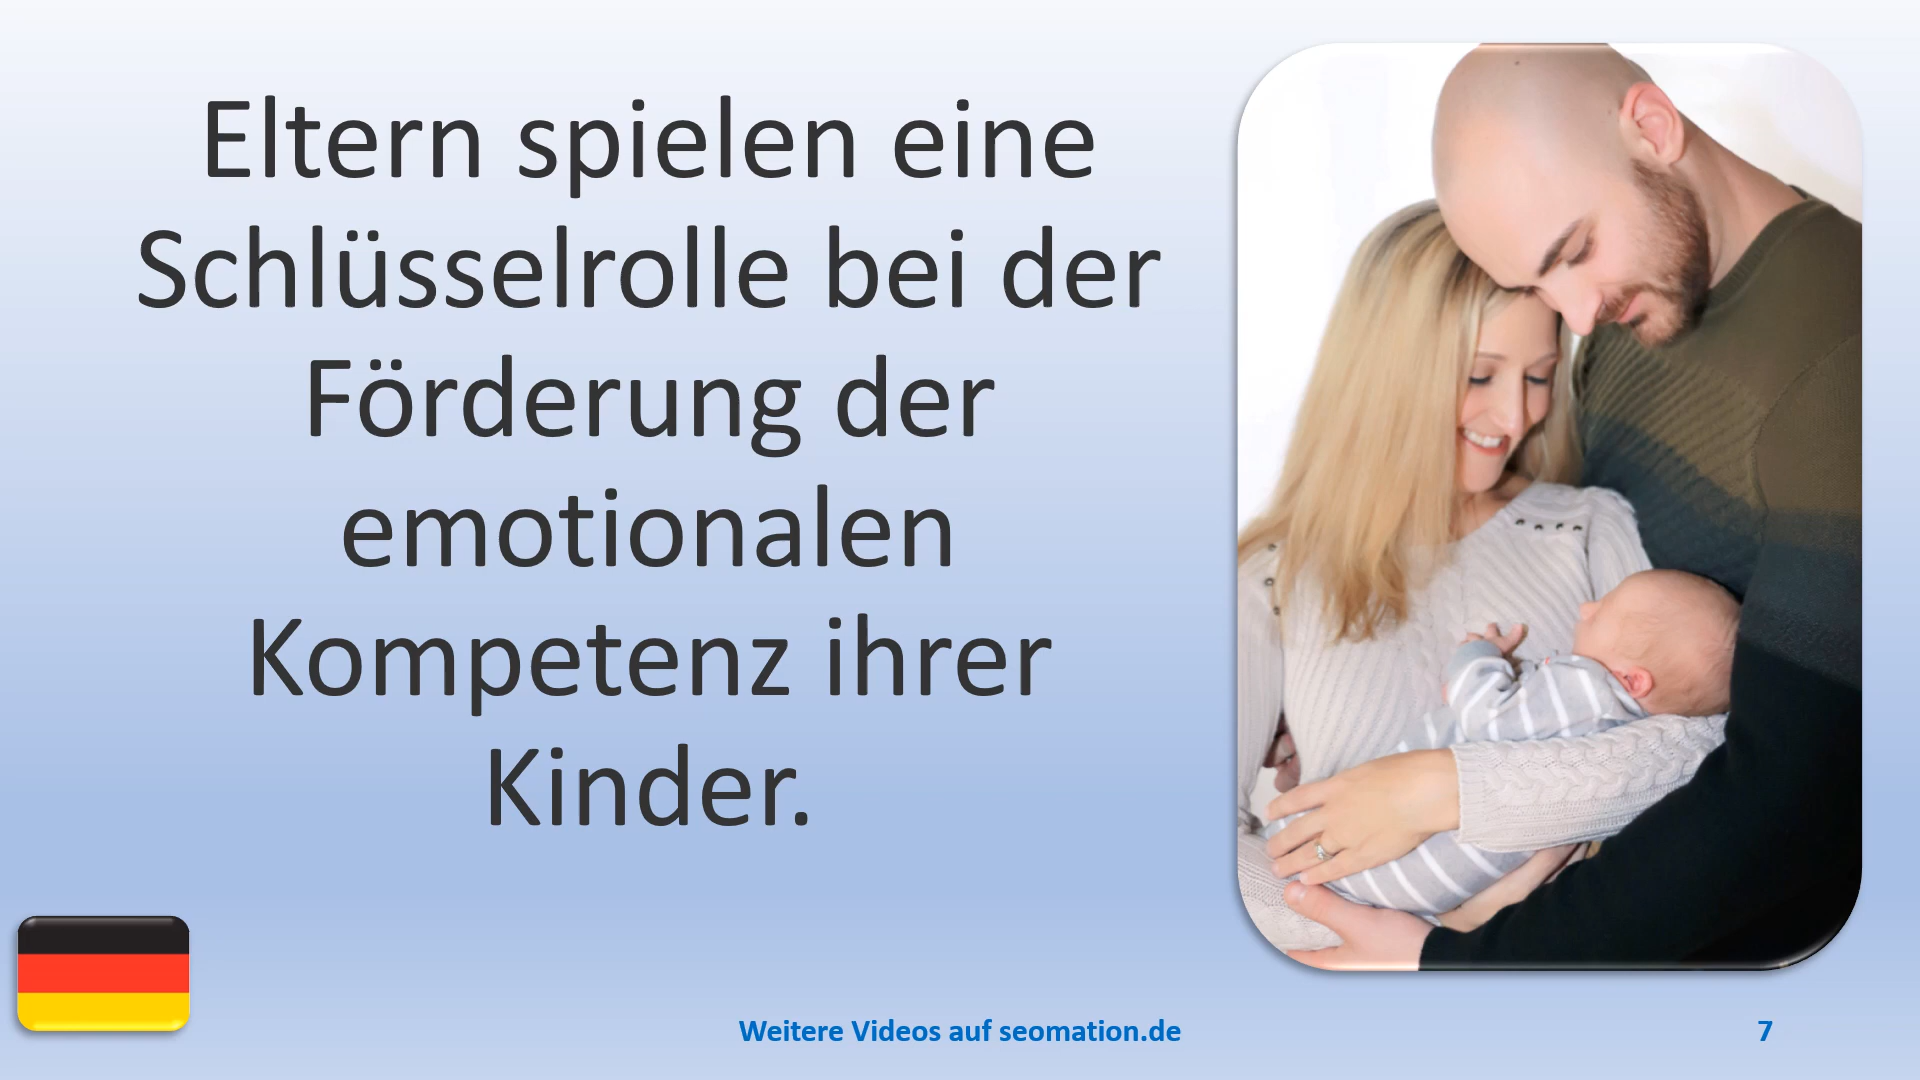 Eltern spielen eine
Schlüsselrolle bei der
Förderung der
emotionalen
Kompetenz ihrer
Kinder.
Weitere Videos auf seomation.de
7